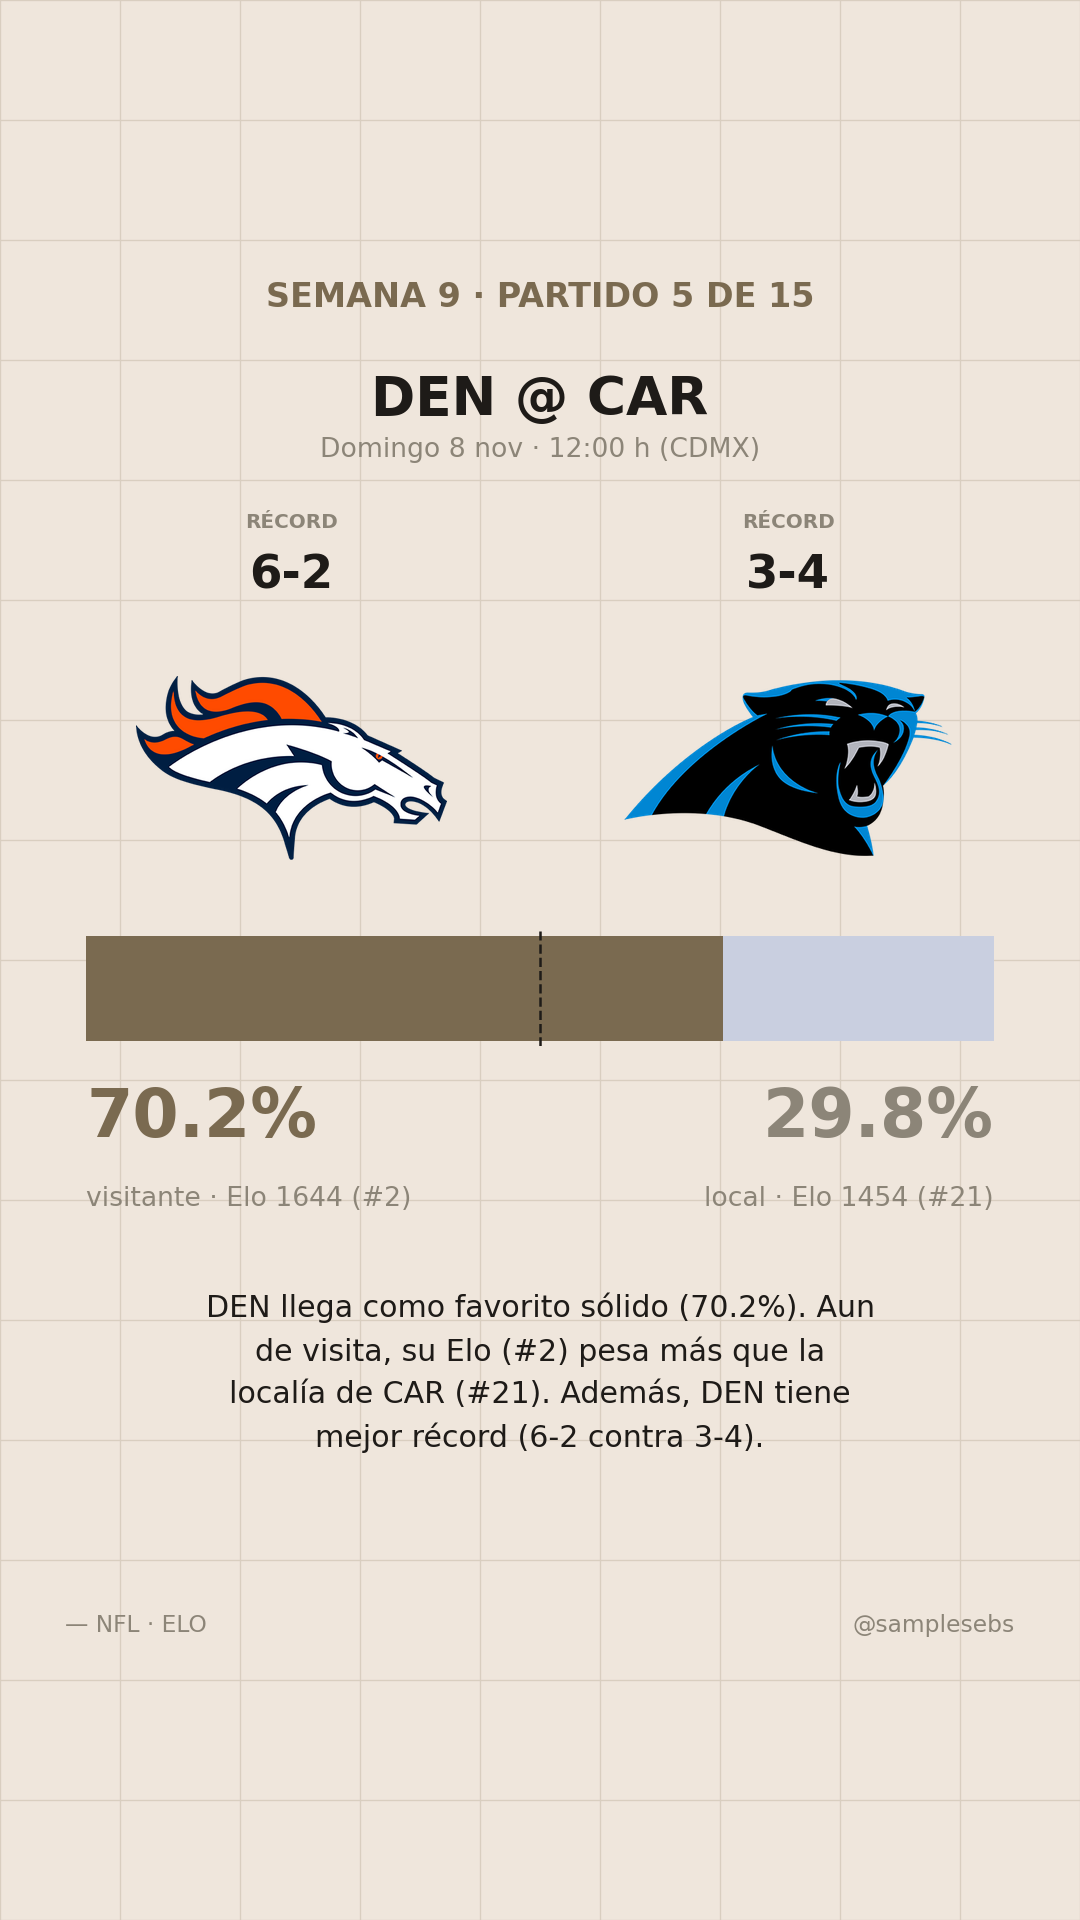 SEMANA 9 · PARTIDO 5 DE 15
DEN @ CAR
Domingo 8 nov · 12:00 h (CDMX)
RÉCORD
6-2
RÉCORD
3-4
70.2%
29.8%
visitante · Elo 1644 (#2)
local · Elo 1454 (#21)
DEN llega como favorito sólido (70.2%). Aun
de visita, su Elo (#2) pesa más que la
localía de CAR (#21). Además, DEN tiene
mejor récord (6-2 contra 3-4).
— NFL · ELO
@samplesebs